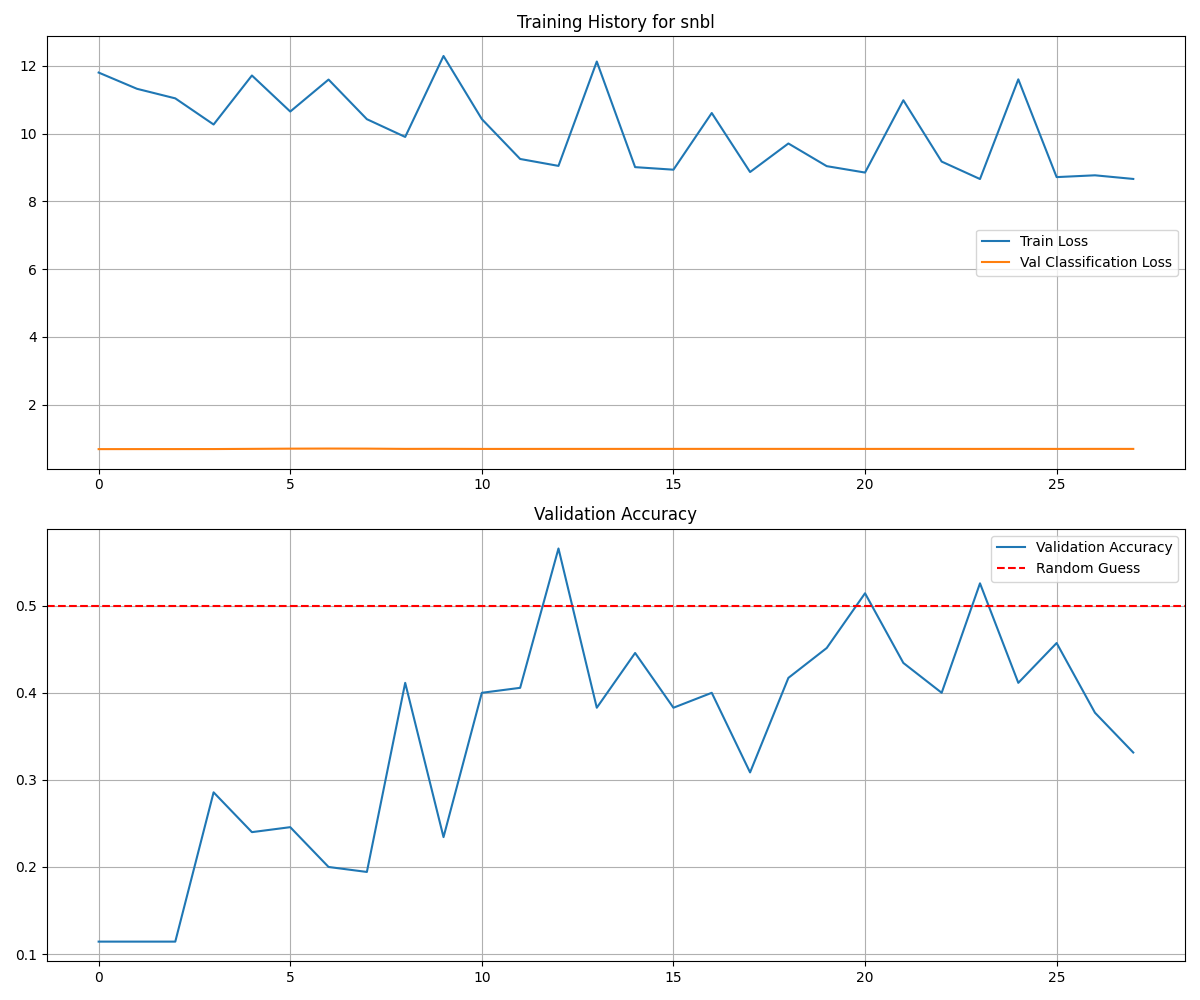 Training History for snbl
12
10
8
6
4
2
Train Loss
Val Classification Loss
0 5 10 15 20 25
Validation Accuracy
0.5
0.4
0.3
0.2
0.1
Validation Accuracy
Random Guess
0 5 10 15 20 25